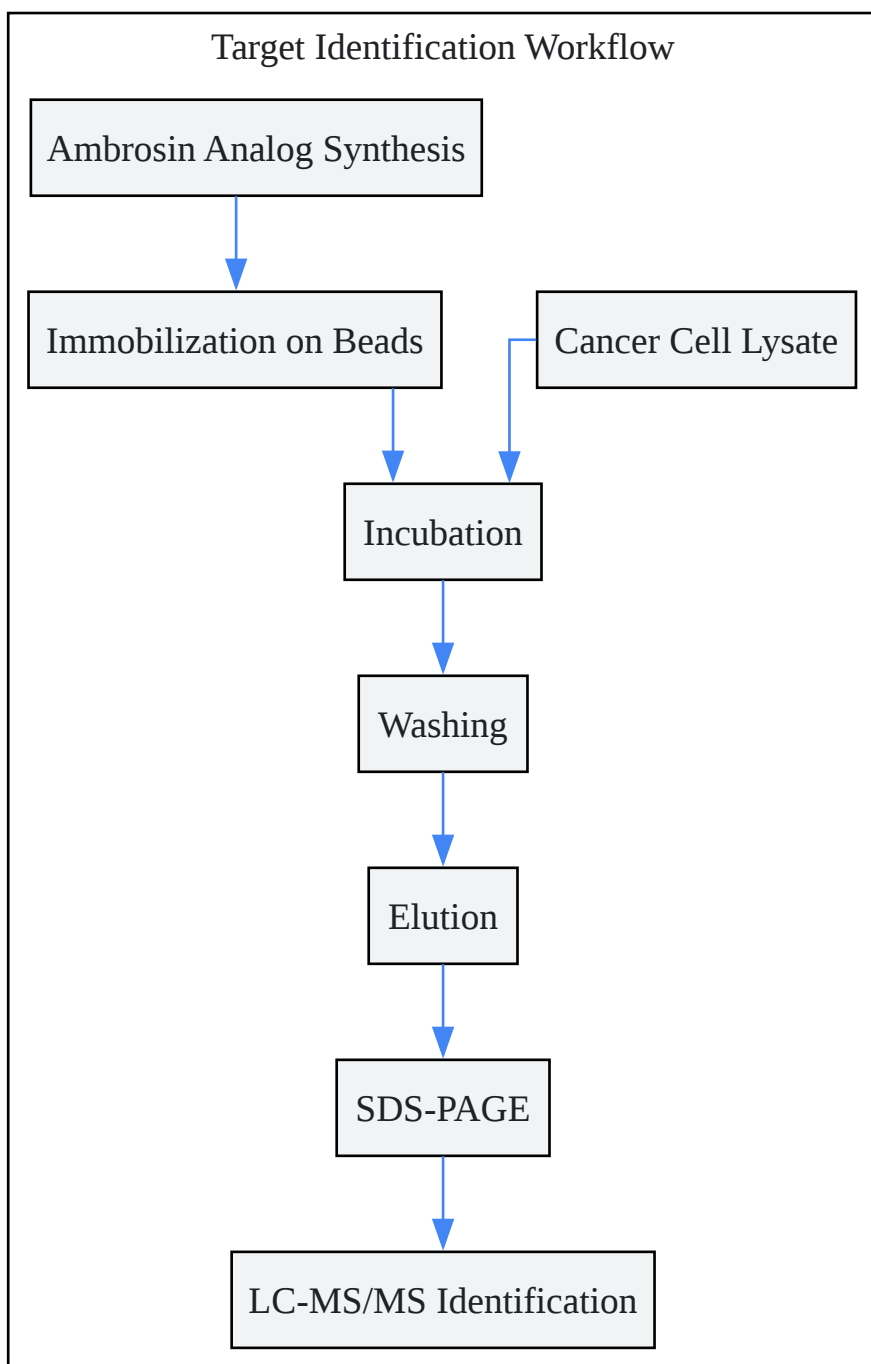 Target Identification Workflow
Ambrosin Analog Synthesis
Immobilization on Beads
Cancer Cell Lysate
Incubation
Washing
Elution
SDS-PAGE
LC-MS/MS Identification